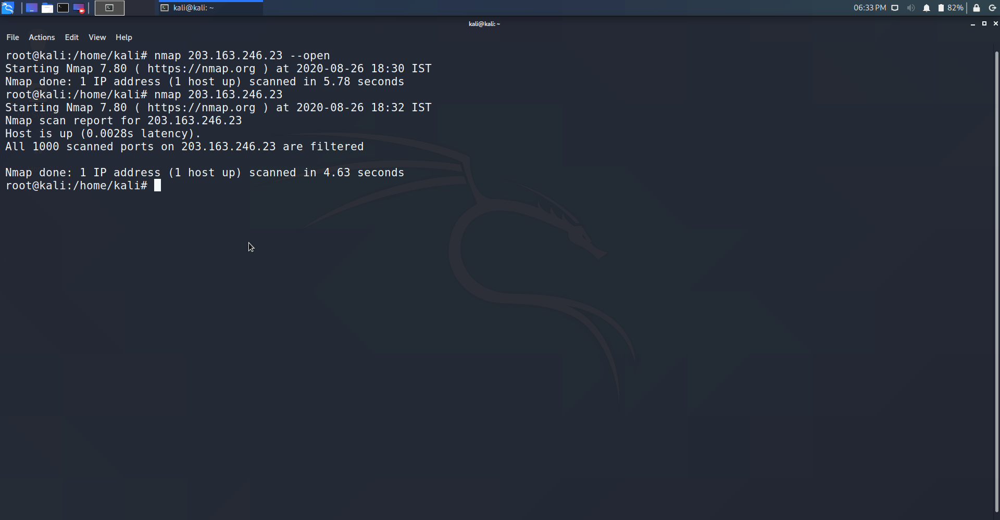 kali@kali: ~
06:33 PM
82%
kali@kali: ~
File Actions Edit View Help
root@kali:/home/kali# nmap 203.163.246.23 --open
Starting Nmap 7.80 ( https://nmap.org ) at 2020-08-26 18:30 IST
Nmap done: 1 IP address (1 host up) scanned in 5.78 seconds
root@kali:/home/kali# nmap 203.163.246.23
Starting Nmap 7.80 ( https://nmap.org ) at 2020-08-26 18:32 IST
Nmap scan report for 203.163.246.23
Host is up (0.0028s latency).
All 1000 scanned ports on 203.163.246.23 are filtered
Nmap done: 1 IP address (1 host up) scanned in 4.63 seconds
root@kali:/home/kali#